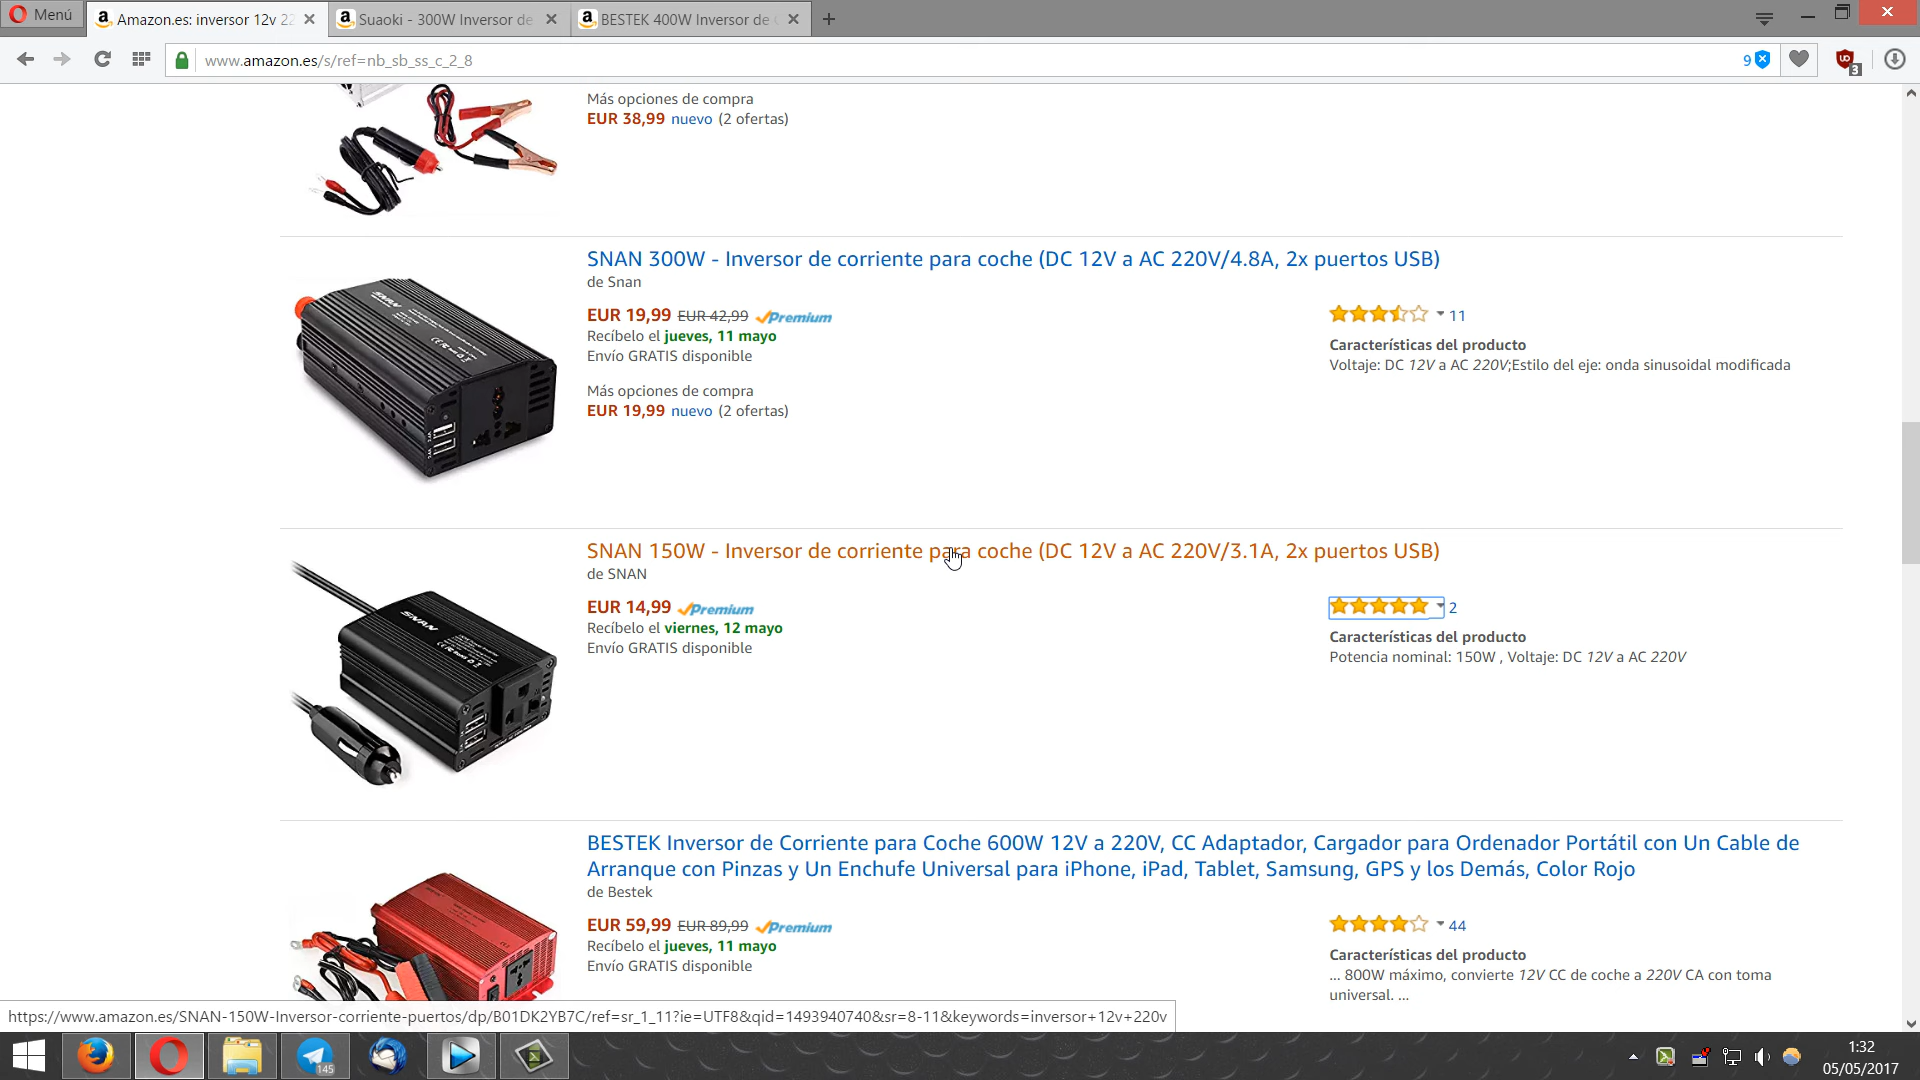 Menú
Amazon.es: inversor 12v 22
Suaoki - 300W Inversor de
BESTEK 400W Inversor de
www.amazon.es/s/ref=nb_sb_ss_c_2_8
9
3
Más opciones de compra
EUR 38,99 nuevo (2 ofertas)
SNAN 300W - Inversor de corriente para coche (DC 12V a AC 220V/4.8A, 2x puertos USB)
de Snan
EUR 19,99 EUR 42,99 Premium
Recíbelo el jueves, 11 mayo
Envío GRATIS disponible
Más opciones de compra
EUR 19,99 nuevo (2 ofertas)
11
Características del producto
Voltaje: DC 12V a AC 220V;Estilo del eje: onda sinusoidal modificada
SNAN
SNAN 150W - Inversor de corriente para coche (DC 12V a AC 220V/3.1A, 2x puertos USB)
de SNAN
EUR 14,99 Premium
Recíbelo el viernes, 12 mayo
Envío GRATIS disponible
2
Características del producto
Potencia nominal: 150W , Voltaje: DC 12V a AC 220V
SNAN
BESTEK Inversor de Corriente para Coche 600W 12V a 220V, CC Adaptador, Cargador para Ordenador Portátil con Un Cable de
Arranque con Pinzas y Un Enchufe Universal para iPhone, iPad, Tablet, Samsung, GPS y los Demás, Color Rojo
de Bestek
EUR 59,99 EUR 89,99 Premium
Recíbelo el jueves, 11 mayo
Envío GRATIS disponible
44
Características del producto
... 800W máximo, convierte 12V CC de coche a 220V CA con toma
universal. ...
https://www.amazon.es/SNAN-150W-Inversor-corriente-puertos/dp/B01DK2YB7C/ref=sr_1_11?ie=UTF8&qid=1493940740&sr=8-11&keywords=inversor+12v+220v
145
1:32
05/05/2017